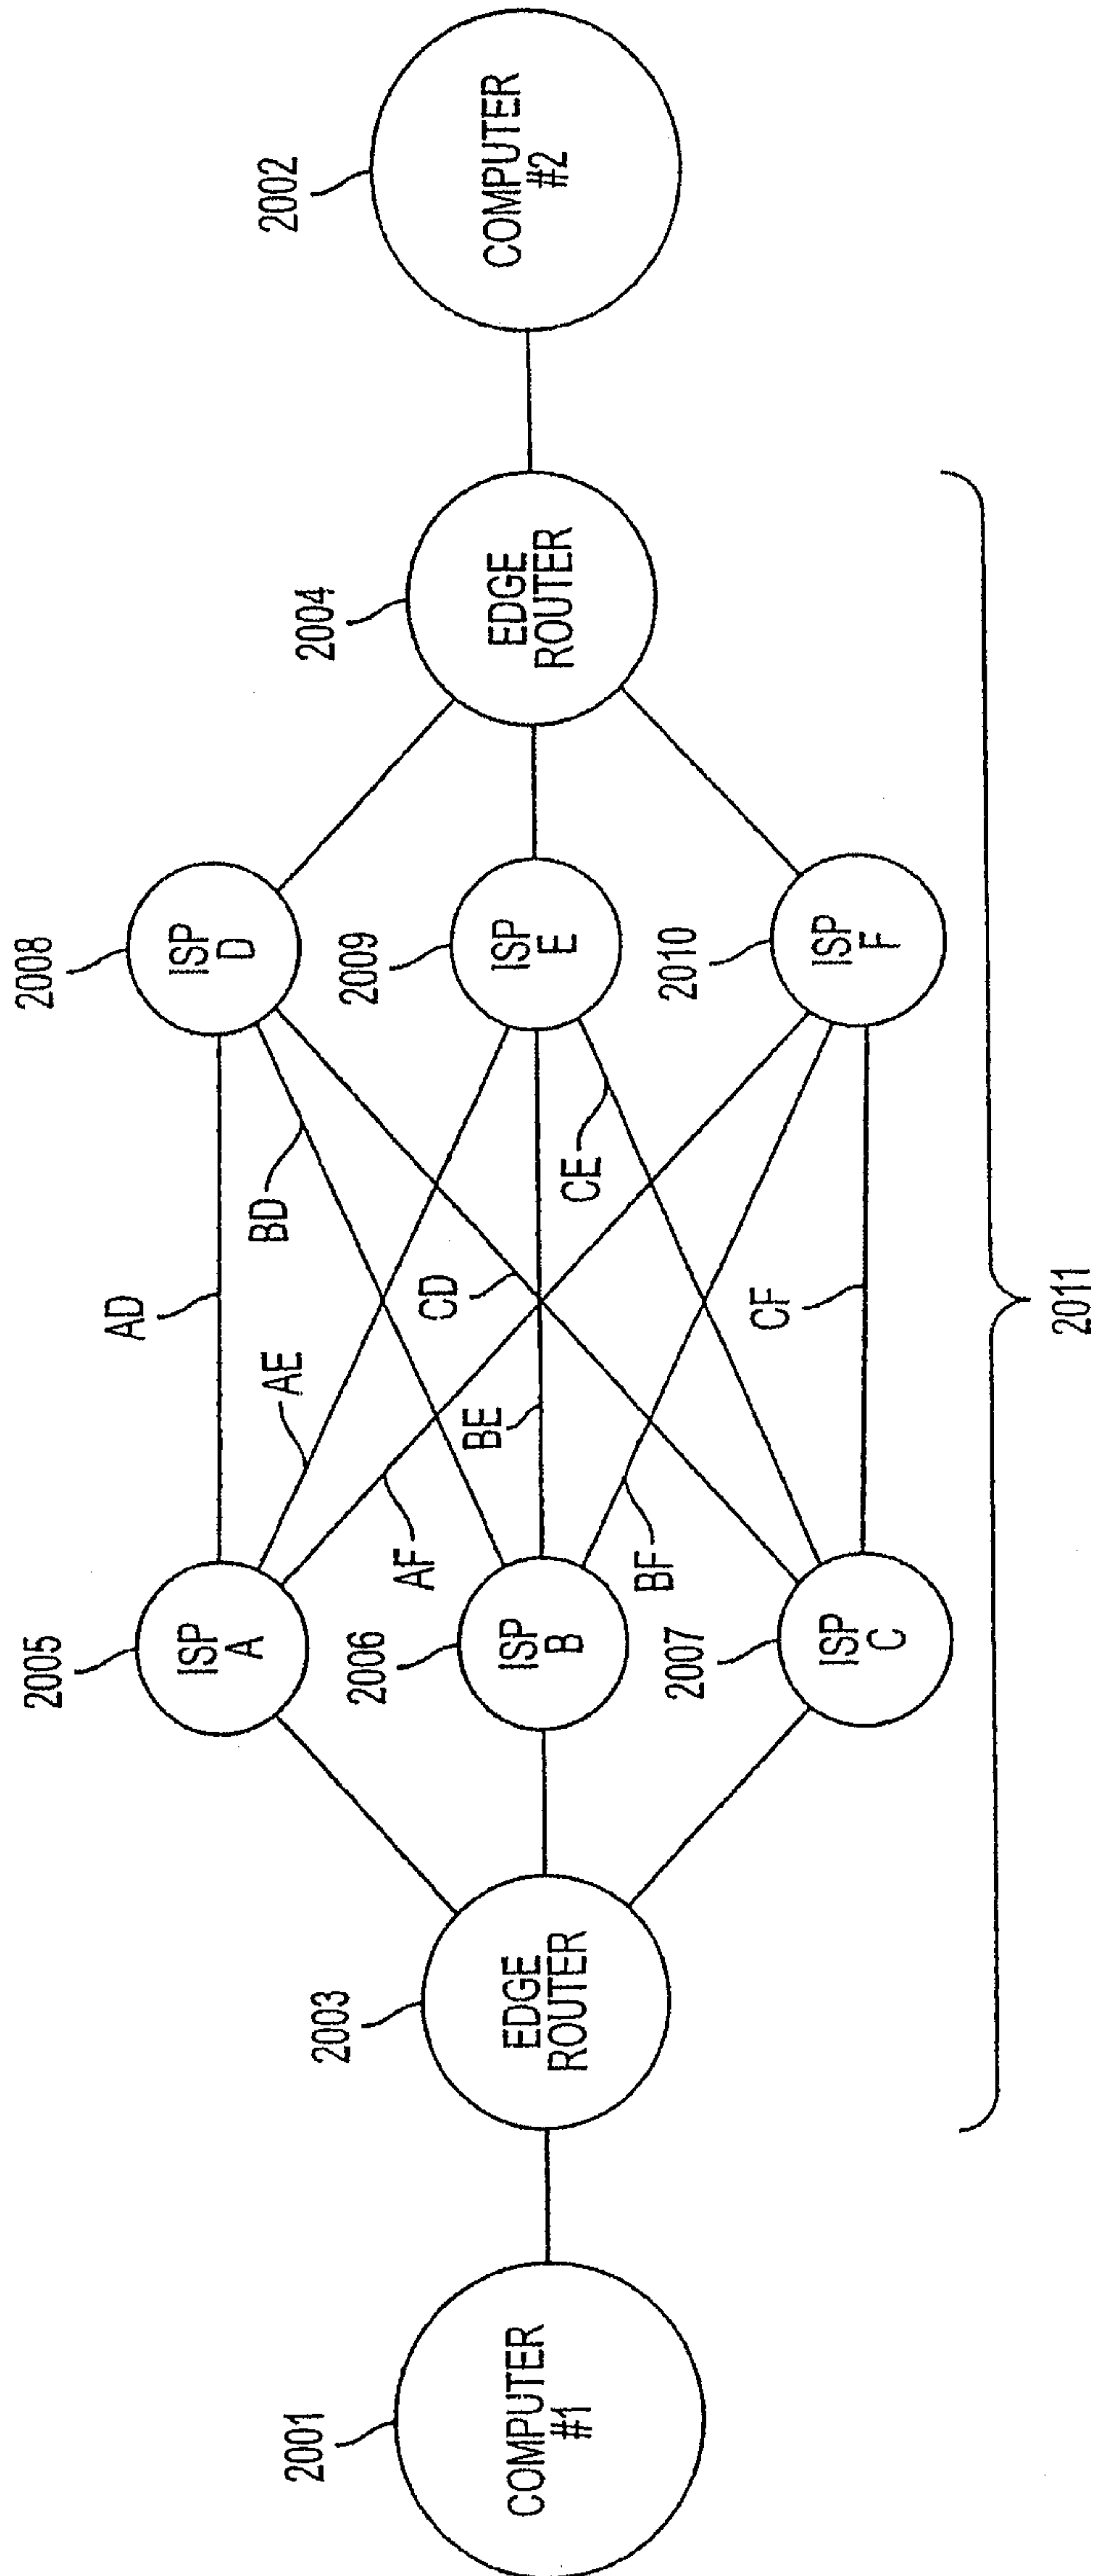 2001
COMPUTER
#1
2003
EDGE
ROUTER
2005
ISP
A
2006
ISP
B
2007
ISP
C
AD
AE
AF
BD
BE
BF
CD
CE
CF
2008
ISP
D
2009
ISP
E
2010
ISP
F
2004
EDGE
ROUTER
2002
COMPUTER
#2
2011